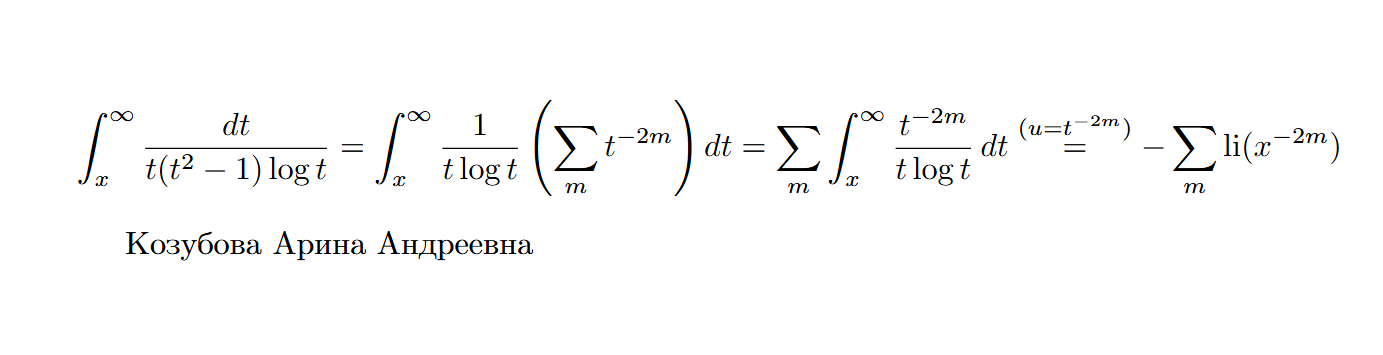 ∫_x^∞ dt / (t(t² − 1) log t) = ∫_x^∞ 1/(t log t) (∑_m t^{−2m}) dt = ∑_m ∫_x^∞ t^{−2m}/(t log t) dt =^{(u=t^{−2m})} − ∑_m li(x^{−2m})
Козубова Арина Андреевна